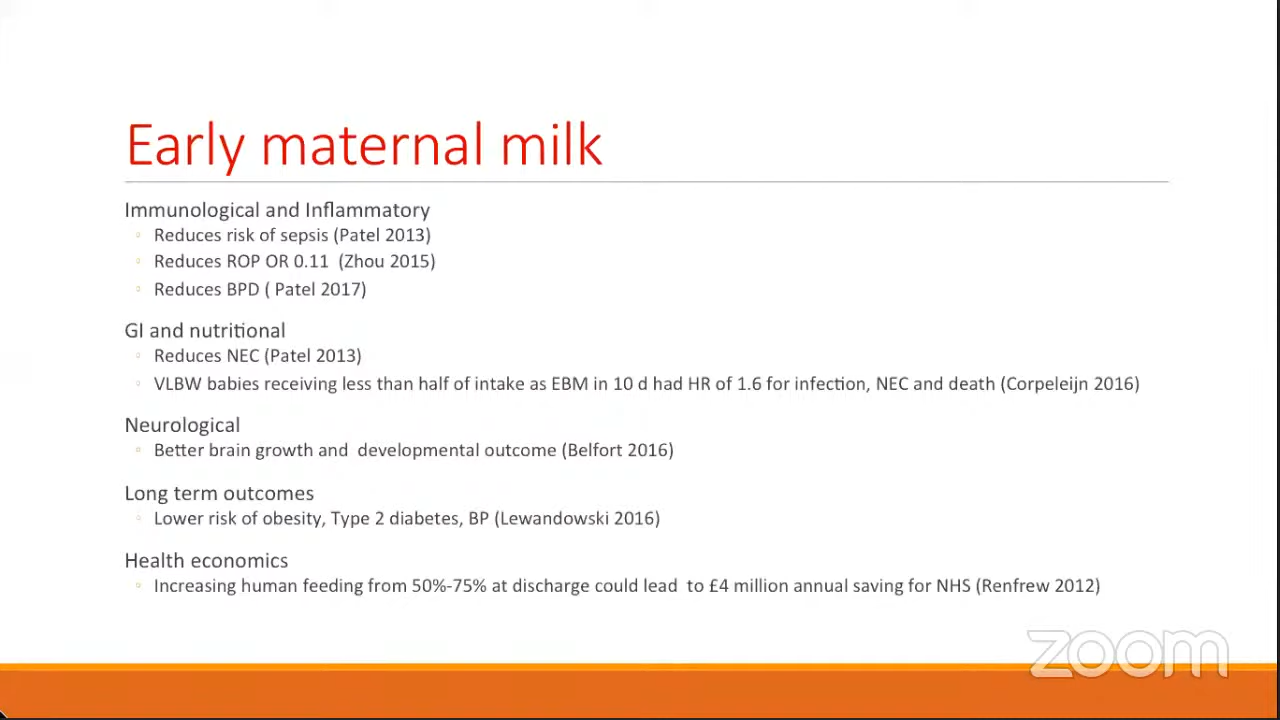 Early maternal milk
Immunological and Inflammatory
Reduces risk of sepsis (Patel 2013)
Reduces ROP OR 0.11  (Zhou 2015)
Reduces BPD ( Patel 2017)
GI and nutritional
Reduces NEC (Patel 2013)
VLBW babies receiving less than half of intake as EBM in 10 d had HR of 1.6 for infection, NEC and death (Corpeleijn 2016)
Neurological
Better brain growth and  developmental outcome (Belfort 2016)
Long term outcomes
Lower risk of obesity, Type 2 diabetes, BP (Lewandowski 2016)
Health economics
Increasing human feeding from 50%-75% at discharge could lead  to £4 million annual saving for NHS (Renfrew 2012)
zoom